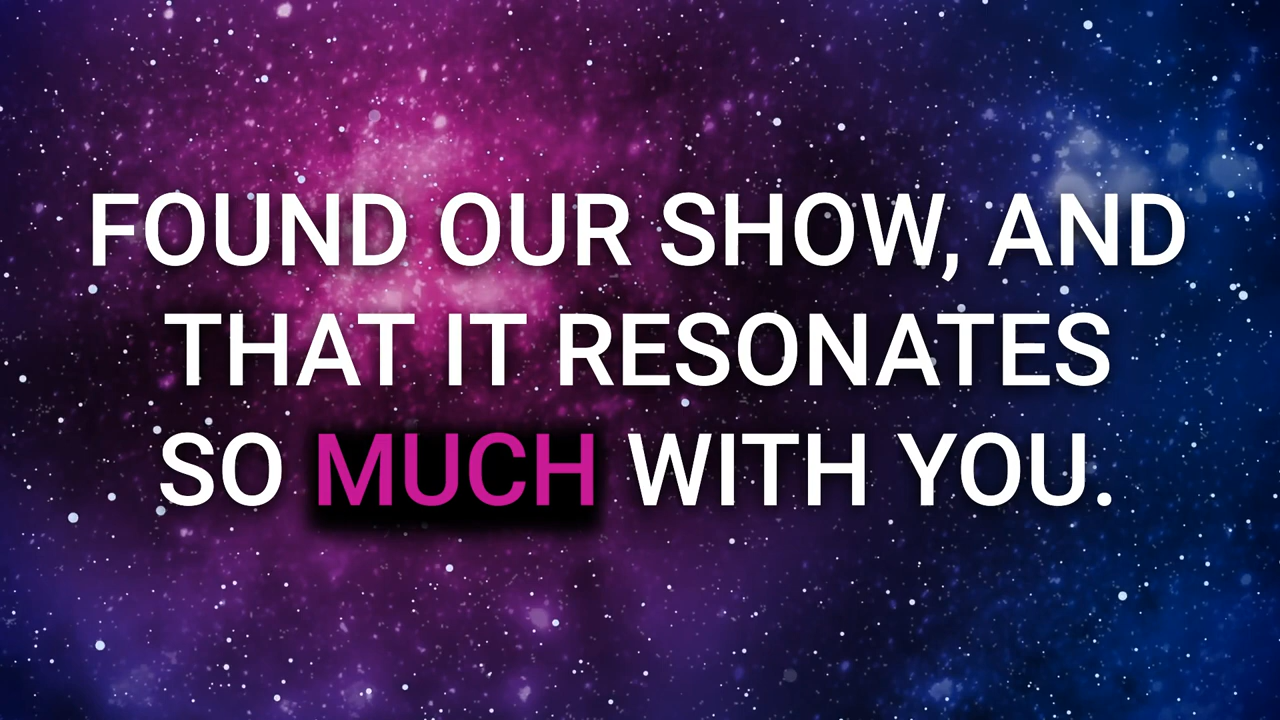 FOUND OUR SHOW, AND
THAT IT RESONATES
SO MUCH WITH YOU.